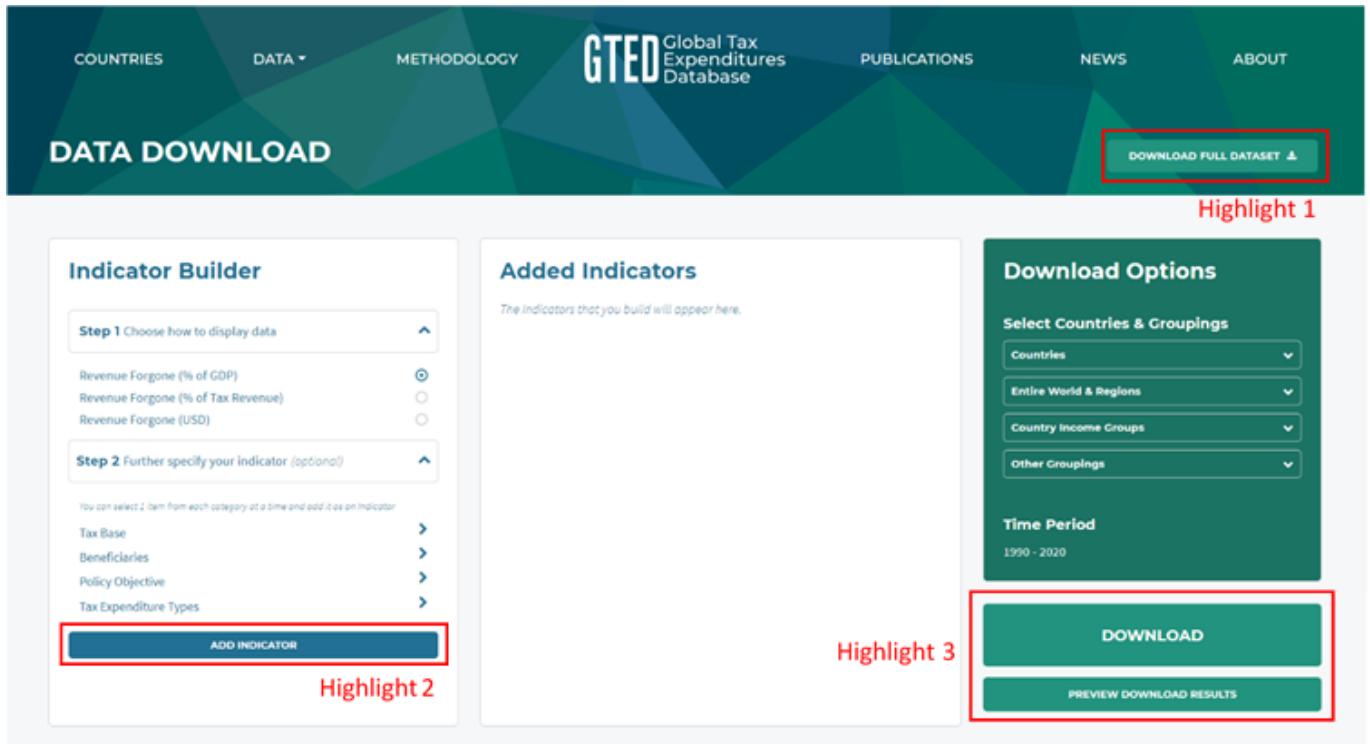 COUNTRIES
DATA
METHODOLOGY
GTED Global Tax
Expenditures
Database
PUBLICATIONS
NEWS
ABOUT
DATA DOWNLOAD
DOWNLOAD FULL DATASET
Highlight 1
Indicator Builder
Step 1 Choose how to display data
Revenue Forgone (% of GDP)
Revenue Forgone (% of Tax Revenue)
Revenue Forgone (USD)
Step 2 Further specify your indicator (optional)
You can select 1 item from each category at a time and add it as an Indicator
Tax Base
Beneficiaries
Policy Objective
Tax Expenditure Types
ADD INDICATOR
Highlight 2
Added Indicators
The Indicators that you build will appear here.
Download Options
Select Countries & Groupings
Countries
Entire World & Regions
Country Income Groups
Other Groupings
Time Period
1990 - 2020
DOWNLOAD
Highlight 3
PREVIEW DOWNLOAD RESULTS